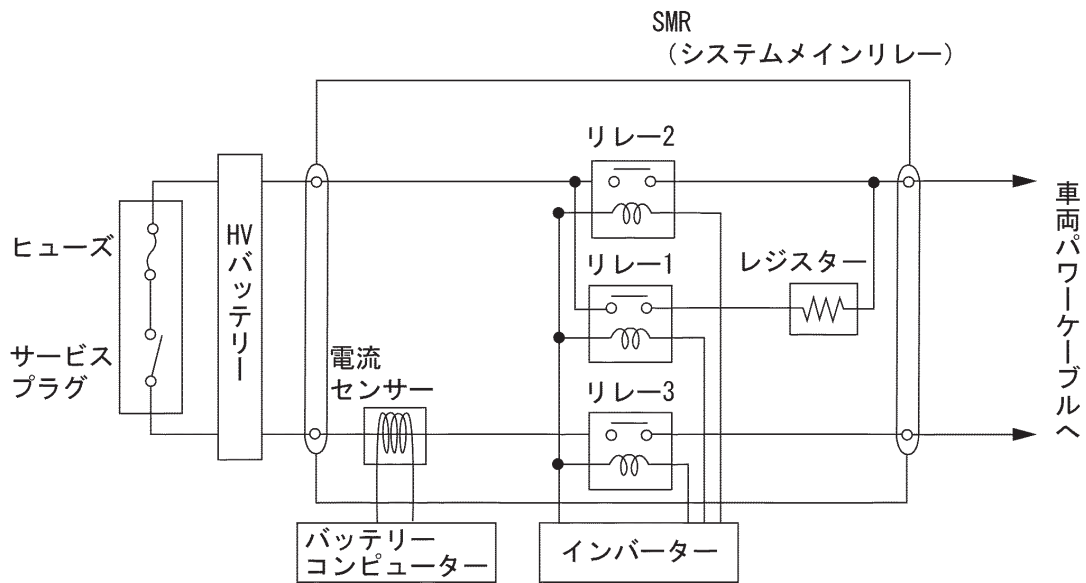 SMR
（システムメインリレー）
リレー2
ヒューズ
HVバッテリー
リレー1
レジスター
車両パワーケーブルへ
サービス
プラグ
電流
センサー
リレー3
バッテリー
コンピューター
インバーター